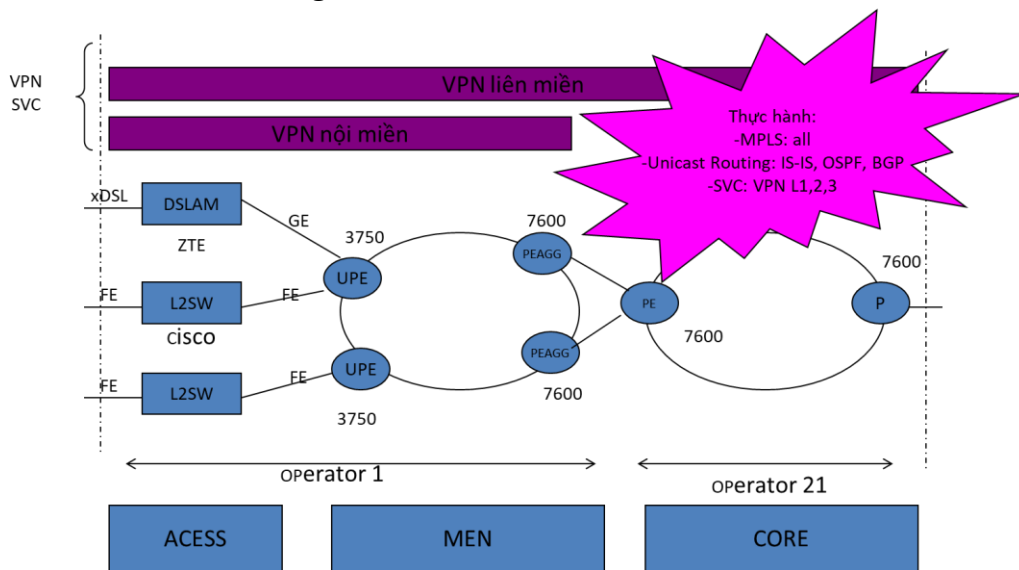 VPN
SVC
VPN liên miền
VPN nội miền
Thực hành:
-MPLS: all
-Unicast Routing: IS-IS, OSPF, BGP
-SVC: VPN L1,2,3
xDSL
DSLAM
ZTE
GE
3750
7600
7600
UPE
PEAGG
FE
L2SW
FE
cisco
PE
P
7600
FE
L2SW
FE
UPE
PEAGG
3750
7600
OPerator 1
OPerator 21
ACESS
MEN
CORE